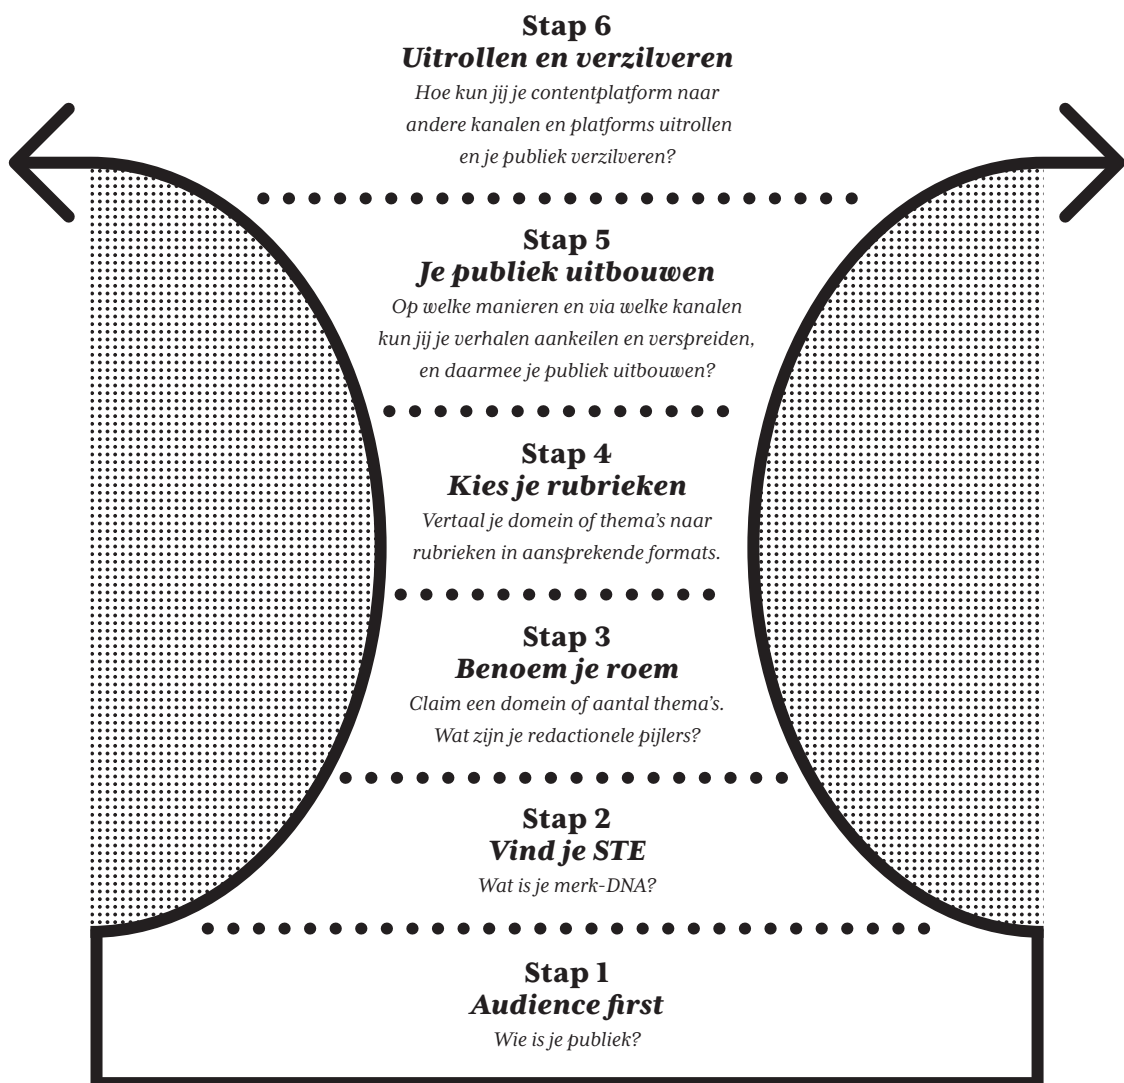 Stap 6
Uitrollen en verzilveren
Hoe kun jij je contentplatform naar
andere kanalen en platforms uitrollen
en je publiek verzilveren?
Stap 5
Je publiek uitbouwen
Op welke manieren en via welke kanalen
kun jij je verhalen aankeilen en verspreiden,
en daarmee je publiek uitbouwen?
Stap 4
Kies je rubrieken
Vertaal je domein of thema's naar
rubrieken in aansprekende formats.
Stap 3
Benoem je roem
Claim een domein of aantal thema's.
Wat zijn je redactionele pijlers?
Stap 2
Vind je STE
Wat is je merk-DNA?
Stap 1
Audience first
Wie is je publiek?